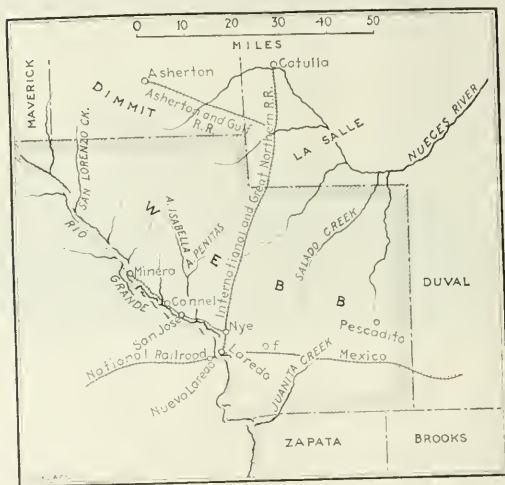 0 10 20 30 40 50
MILES
Asherton
Cotulla
MAVERICK
DIMMIT
Asherton and Gulf
R.R.
SAN LORENZO CK.
LA SALLE
NUECES RIVER
International and Great Northern R.R.
W E B B
A. ISABELLA
A. PENITAS
SALADO CREEK
RIO GRANDE
Minera
Connel
San Jose
Nye
DUVAL
Pescadito
National Railroad of Mexico
Laredo
Nuevo Laredo
JUANITA CREEK
ZAPATA
BROOKS